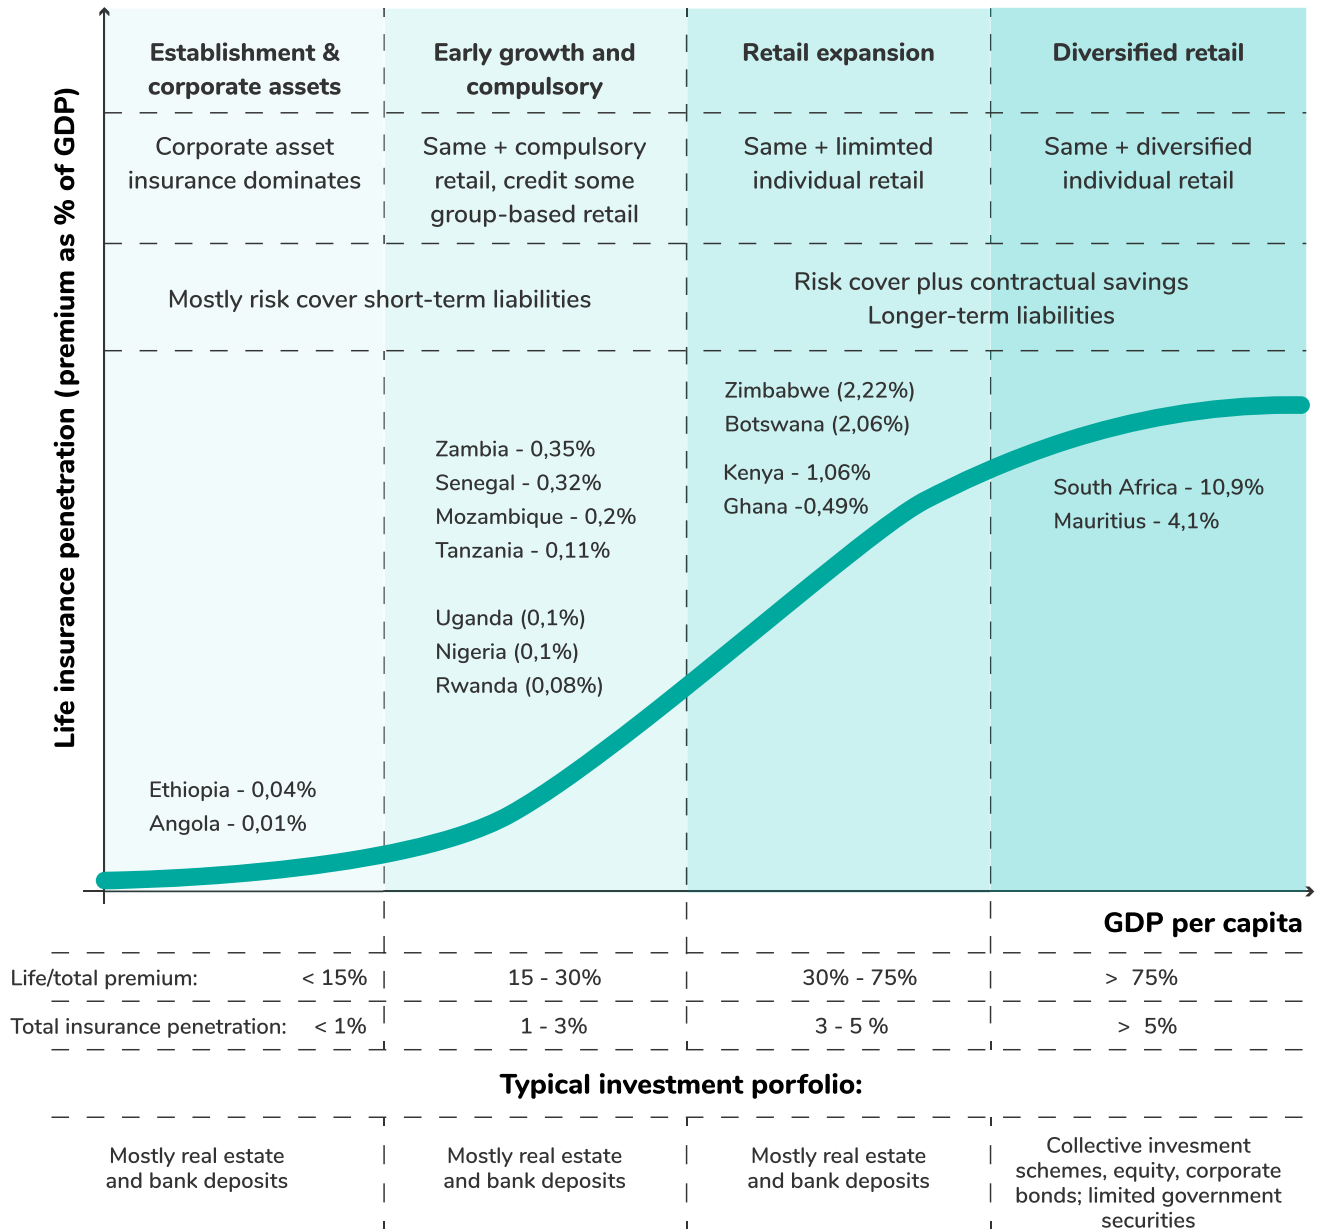 Establishment &
corporate assets
Early growth and
compulsory
Retail expansion
Diversified retail
Corporate asset
insurance dominates
Same + compulsory
retail, credit some
group-based retail
Same + limimted
individual retail
Same + diversified
individual retail
Mostly risk cover short-term liabilities
Risk cover plus contractual savings
Longer-term liabilities
Life insurance penetration (premium as % of GDP)
Ethiopia - 0,04%
Angola - 0,01%
Zambia - 0,35%
Senegal - 0,32%
Mozambique - 0,2%
Tanzania - 0,11%
Uganda (0,1%)
Nigeria (0,1%)
Rwanda (0,08%)
Zimbabwe (2,22%)
Botswana (2,06%)
Kenya - 1,06%
Ghana -0,49%
South Africa - 10,9%
Mauritius - 4,1%
GDP per capita
Life/total premium: < 15% 15 - 30% 30% - 75% > 75%
Total insurance penetration: < 1% 1 - 3% 3 - 5 % > 5%
Typical investment porfolio:
Mostly real estate
and bank deposits
Mostly real estate
and bank deposits
Mostly real estate
and bank deposits
Collective invesment
schemes, equity, corporate
bonds; limited government
securities